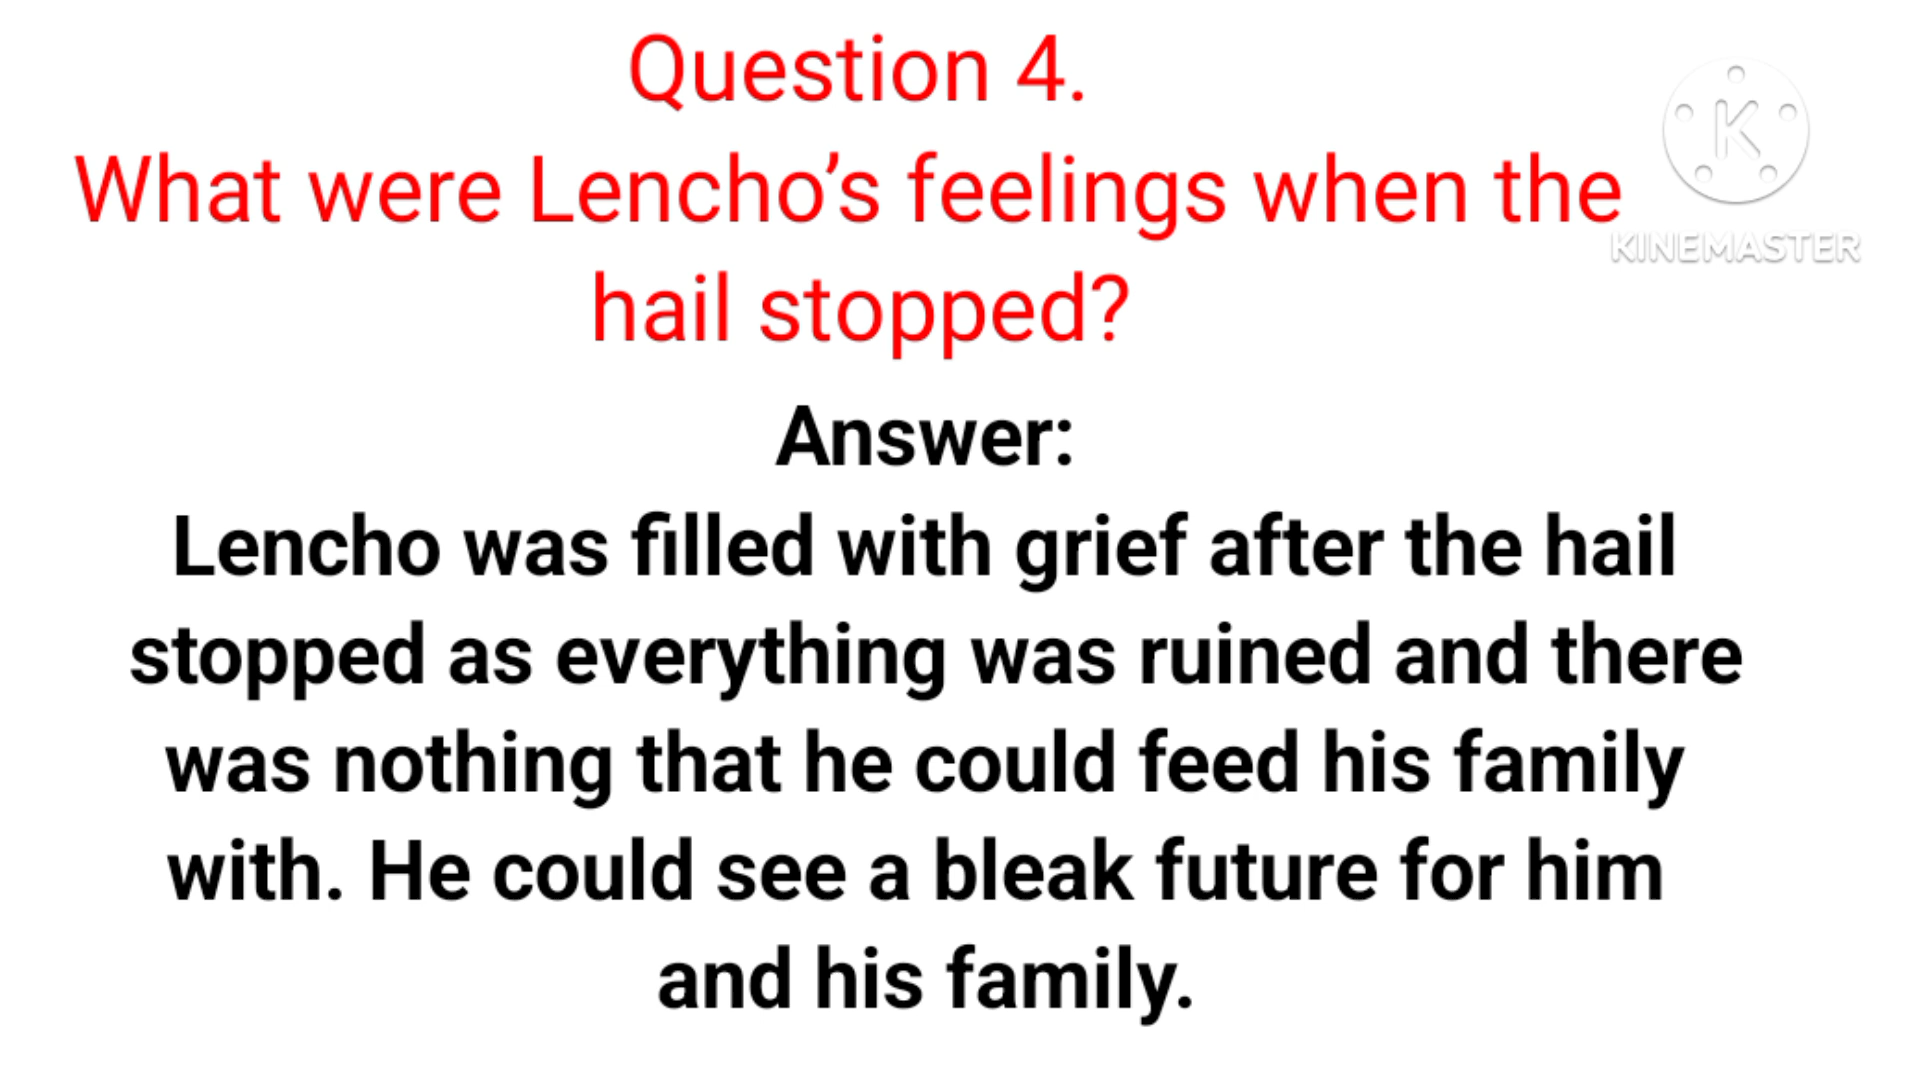 Question 4.
What were Lencho’s feelings when the
hail stopped?
K
KINEMASTER
Answer:
Lencho was filled with grief after the hail
stopped as everything was ruined and there
was nothing that he could feed his family
with. He could see a bleak future for him
and his family.